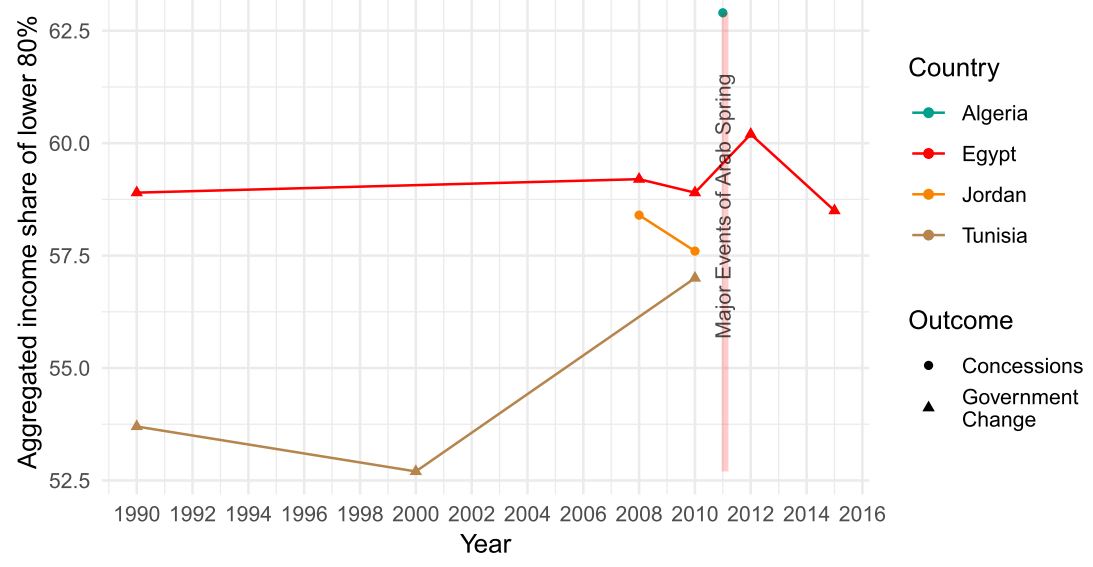 Aggregated income share of lower 80%
62.5
60.0
57.5
55.0
52.5
Major Events of Arab Spring
1990 1992 1994 1996 1998 2000 2002 2004 2006 2008 2010 2012 2014 2016
Year
Country
Algeria
Egypt
Jordan
Tunisia
Outcome
Concessions
Government
Change